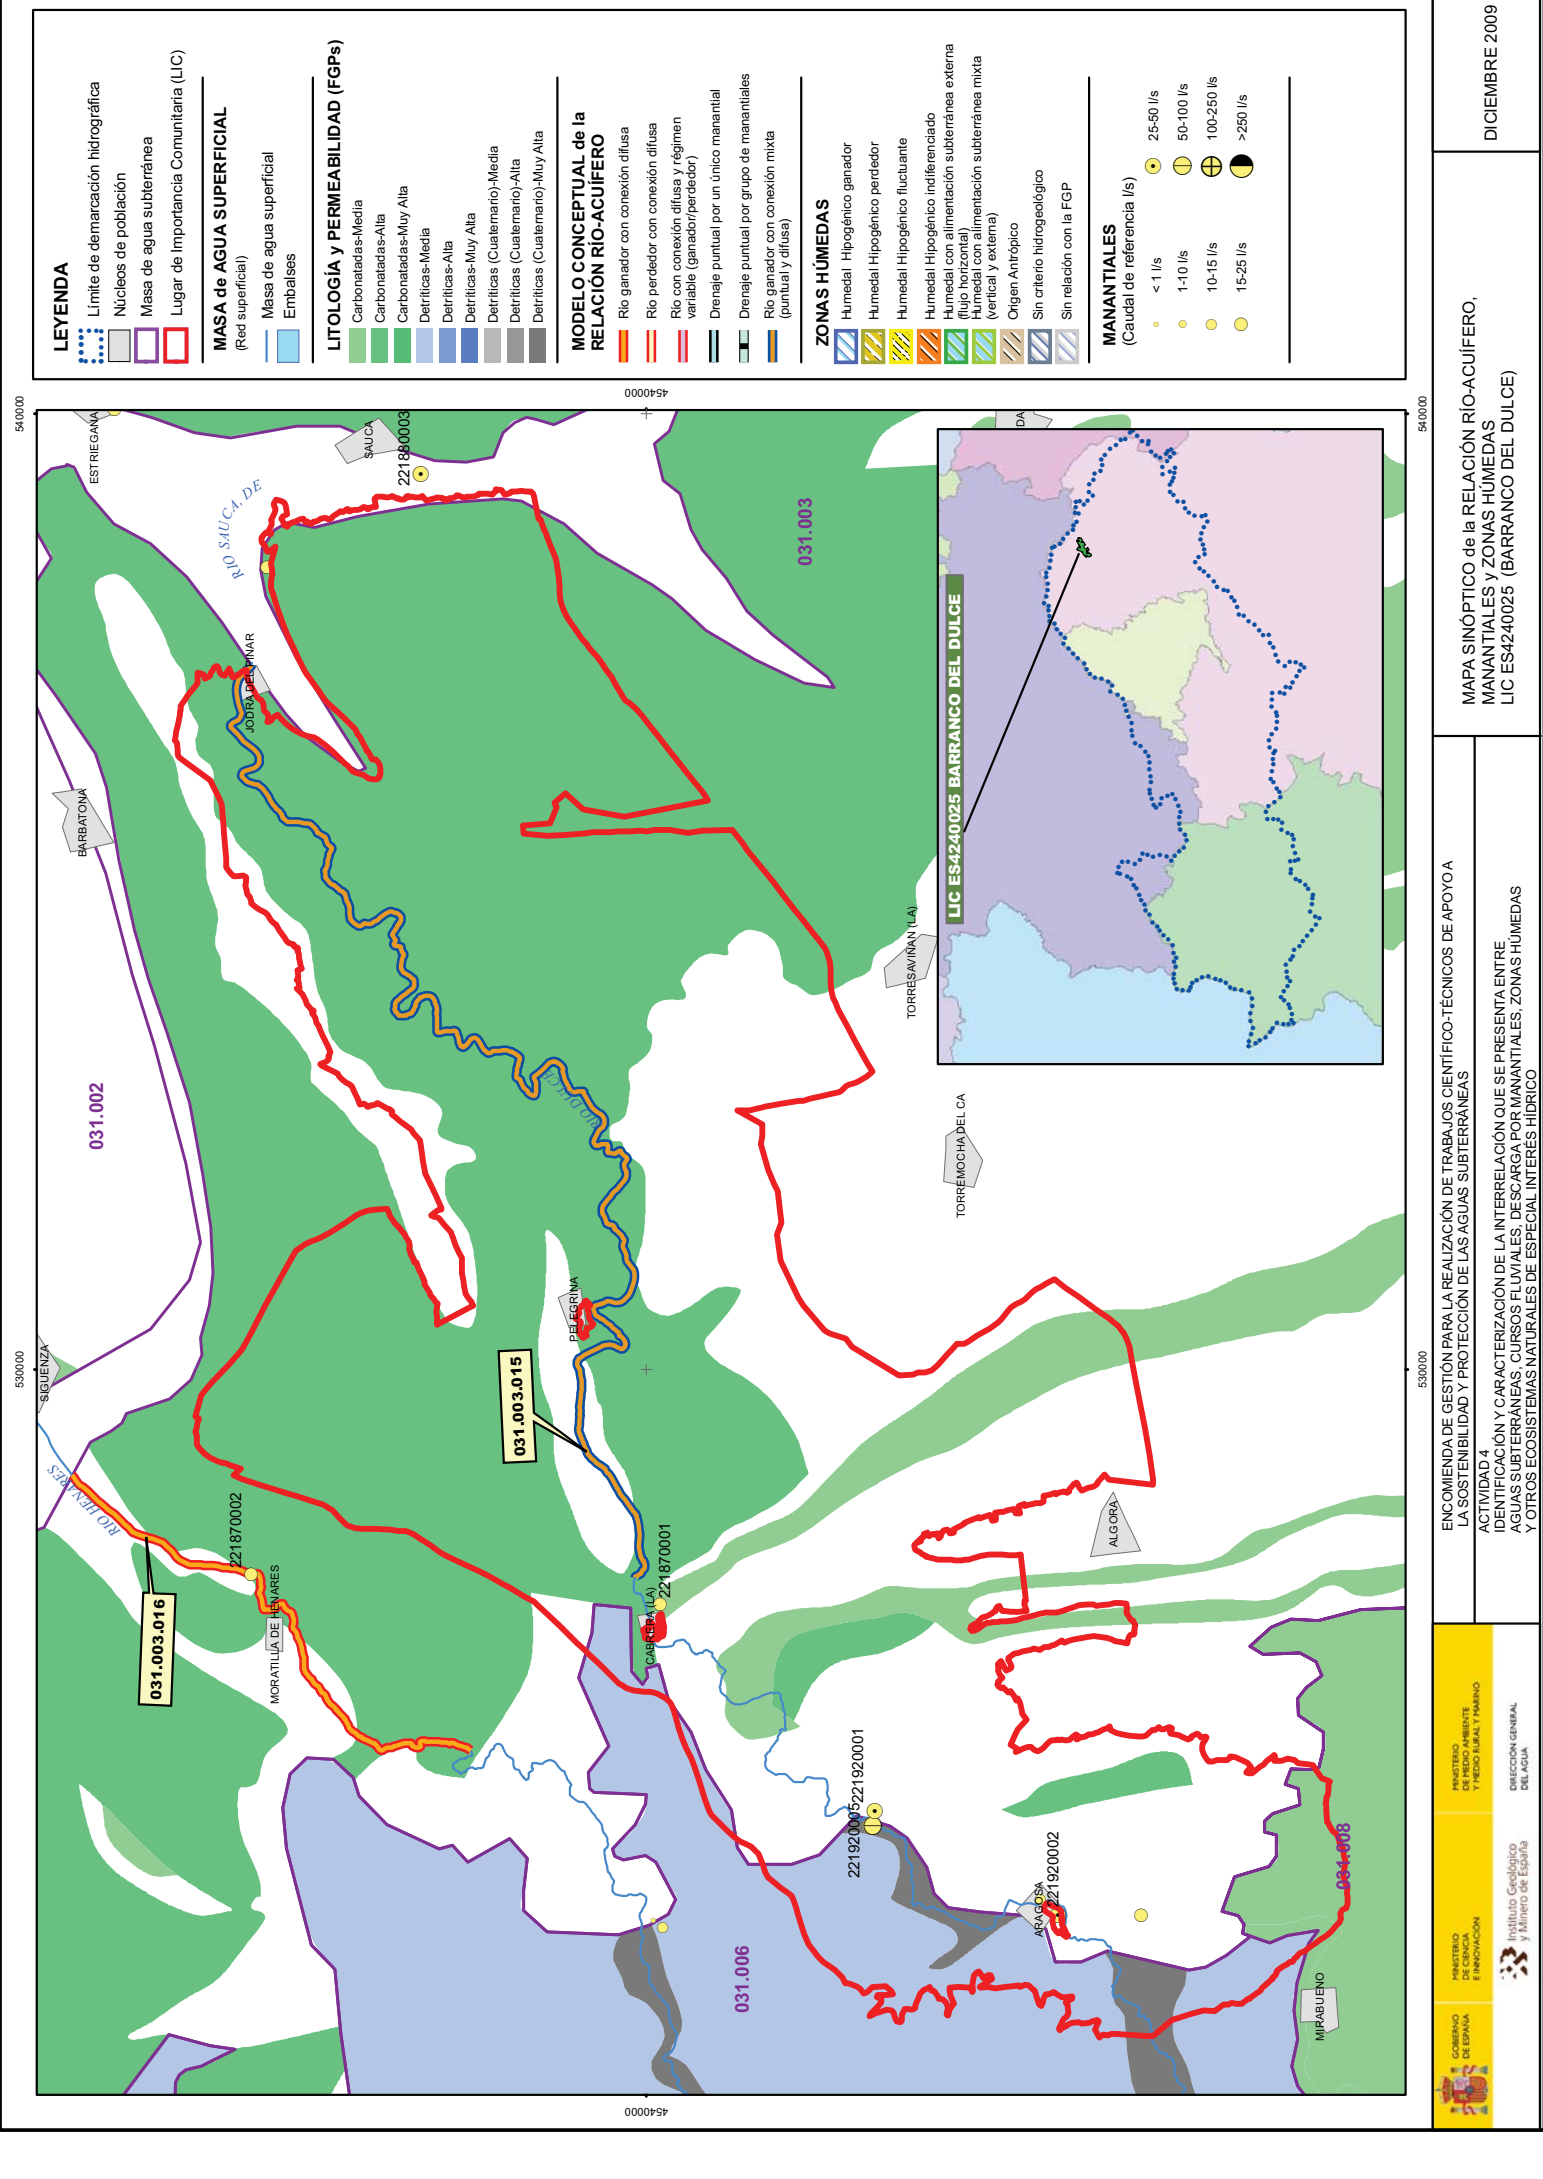 LEYENDA
Límite de demarcación hidrográfica
Núcleos de población
Masa de agua subterránea
Lugar de Importancia Comunitaria (LIC)
MASA de AGUA SUPERFICIAL
(Red superficial)
Masa de agua superficial
Embalses
LITOLOGÍA y PERMEABILIDAD (FGPs)
Carbonatadas-Media
Carbonatadas-Alta
Carbonatadas-Muy Alta
Detríticas-Media
Detríticas-Alta
Detríticas-Muy Alta
Detríticas (Cuaternario)-Media
Detríticas (Cuaternario)-Alta
Detríticas (Cuaternario)-Muy Alta
MODELO CONCEPTUAL de la
RELACIÓN RÍO-ACUÍFERO
Río ganador con conexión difusa
Río perdedor con conexión difusa
Río con conexión difusa y régimen
variable (ganador/perdedor)
Drenaje puntual por un único manantial
Drenaje puntual por grupo de manantiales
Río ganador con conexión mixta
(puntual y difusa)
ZONAS HÚMEDAS
Humedal Hipogénico ganador
Humedal Hipogénico perdedor
Humedal Hipogénico fluctuante
Humedal Hipogénico indiferenciado
Humedal con alimentación subterránea externa
(flujo horizontal)
Humedal con alimentación subterránea mixta
(vertical y externa)
Origen Antrópico
Sin criterio hidrogeológico
Sin relación con la FGP
MANANTIALES
(Caudal de referencia l/s)
< 1 l/s
1-10 l/s
10-15 l/s
15-25 l/s
25-50 l/s
50-100 l/s
100-250 l/s
>250 l/s
530000
540000
4540000
4540000
530000
540000
SIGUENZA
BARBATONA
ESTRIEGANA
SAUCA
221880003
RIO SAUCA, DE
JODRA DEL PINAR
031.002
031.003
RIO HENARES
031.003.016
221870002
MORATILLA DE HENARES
031.003.015
PELEGRINA
RIO DULCE
CABRERA (LA)
221870001
221920005
221920001
ARAGOSA
221920002
031.006
031.008
MIRABUENO
ALGORA
TORREMOCHA DEL CA
TORRESAVIÑAN (LA)
DA
LIC ES4240025 BARRANCO DEL DULCE
GOBIERNO
DE ESPAÑA
MINISTERIO
DE CIENCIA
E INNOVACIÓN
MINISTERIO
DE MEDIO AMBIENTE
Y MEDIO RURAL Y MARINO
Instituto Geológico
y Minero de España
DIRECCIÓN GENERAL
DEL AGUA
ENCOMIENDA DE GESTIÓN PARA LA REALIZACIÓN DE TRABAJOS CIENTÍFICO-TÉCNICOS DE APOYO A
LA SOSTENIBILIDAD Y PROTECCIÓN DE LAS AGUAS SUBTERRÁNEAS
ACTIVIDAD 4
IDENTIFICACIÓN Y CARACTERIZACIÓN DE LA INTERRELACIÓN QUE SE PRESENTA ENTRE
AGUAS SUBTERRÁNEAS, CURSOS FLUVIALES, DESCARGA POR MANANTIALES, ZONAS HÚMEDAS
Y OTROS ECOSISTEMAS NATURALES DE ESPECIAL INTERÉS HÍDRICO
MAPA SINÓPTICO de la RELACIÓN RÍO-ACUÍFERO,
MANANTIALES y ZONAS HÚMEDAS
LIC ES4240025 (BARRANCO DEL DULCE)
DICIEMBRE 2009